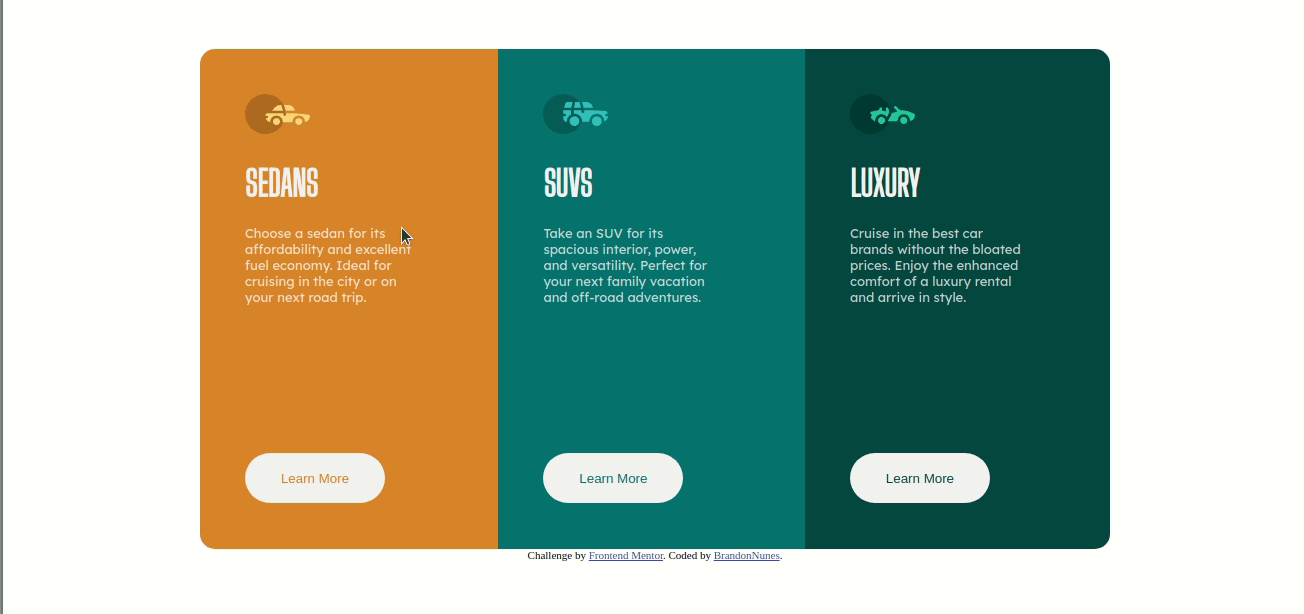 SEDANS
Choose a sedan for its
affordability and excellent
fuel economy. Ideal for
cruising in the city or on
your next road trip.
Learn More
SUVS
Take an SUV for its
spacious interior, power,
and versatility. Perfect for
your next family vacation
and off-road adventures.
Learn More
LUXURY
Cruise in the best car
brands without the bloated
prices. Enjoy the enhanced
comfort of a luxury rental
and arrive in style.
Learn More
Challenge by Frontend Mentor. Coded by BrandonNunes.